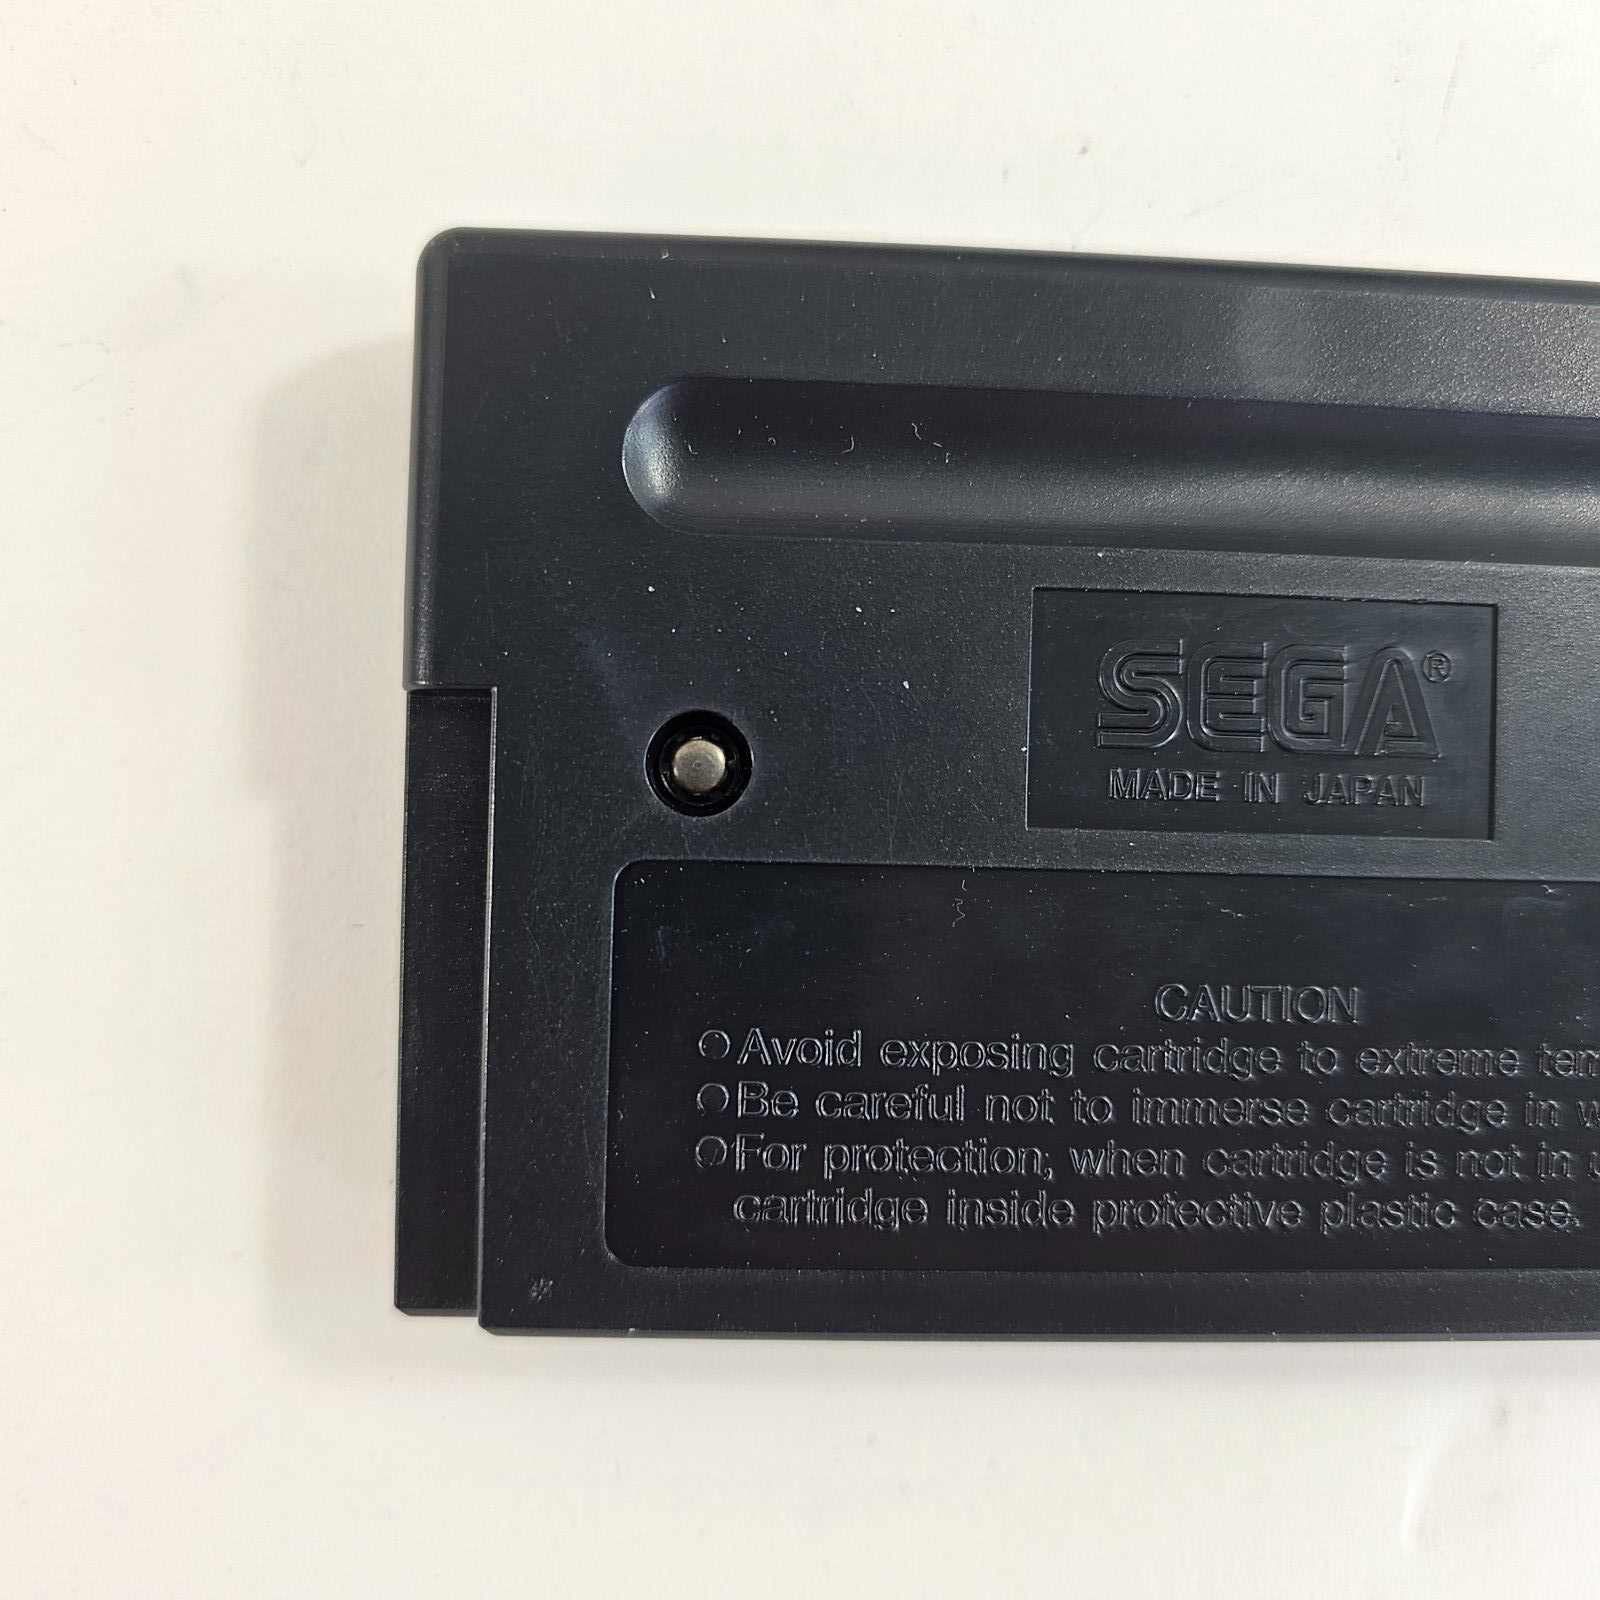 SEGA®
MADE IN JAPAN
CAUTION
Avoid exposing cartridge to extreme tem
Be careful not to immerse cartridge in w
For protection, when cartridge is not in u
cartridge inside protective plastic case.